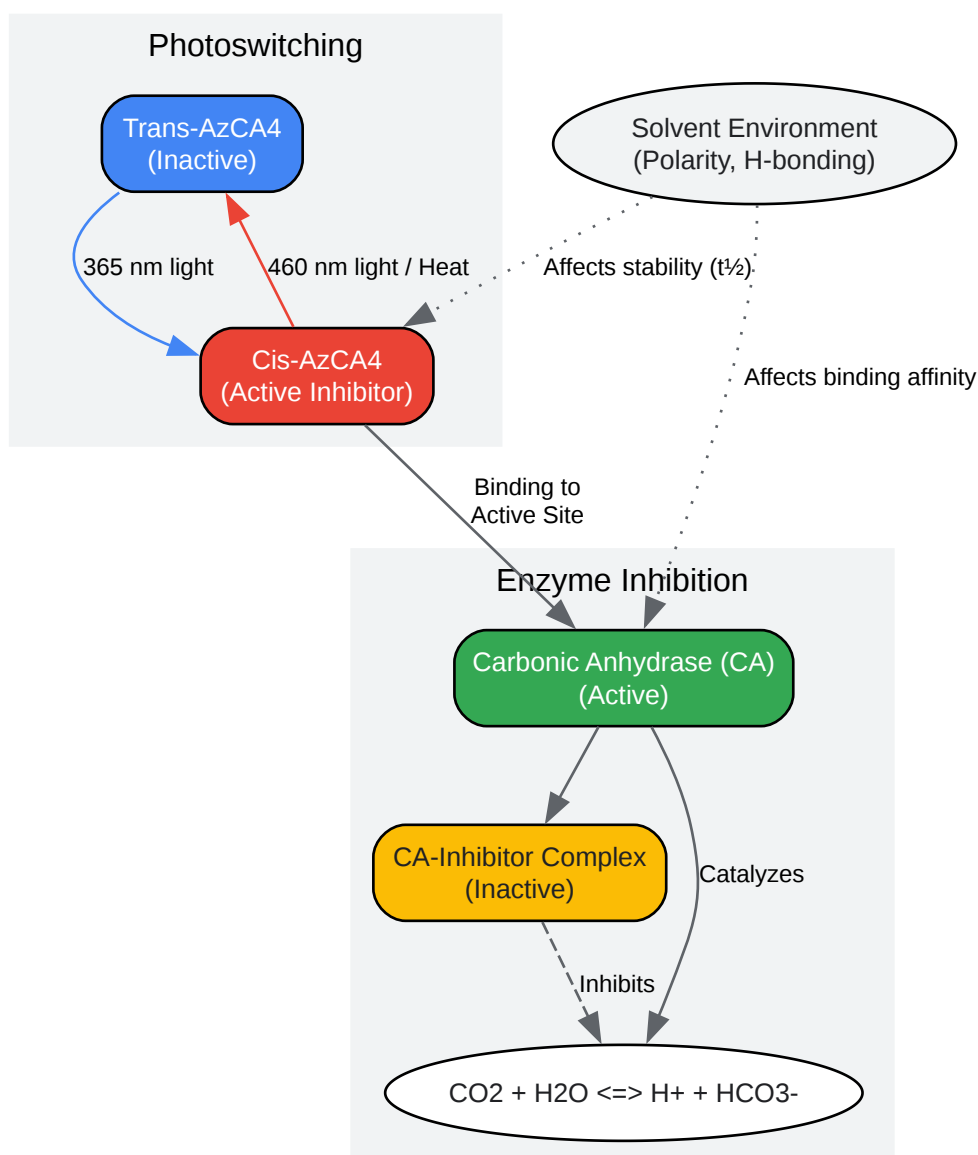 Photoswitching
Trans-AzCA4
(Inactive)
Solvent Environment
(Polarity, H-bonding)
365 nm light
460 nm light / Heat
Affects stability (t½)
Cis-AzCA4
(Active Inhibitor)
Affects binding affinity
Binding to
Active Site
Enzyme Inhibition
Carbonic Anhydrase (CA)
(Active)
CA-Inhibitor Complex
(Inactive)
Catalyzes
Inhibits
CO2 + H2O <=> H+ + HCO3-